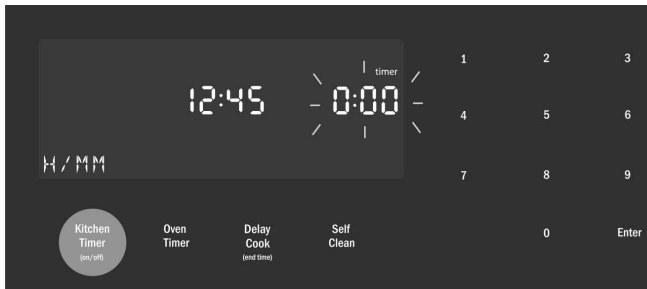 timer
12:45 0:00
H/MM
Kitchen Timer (on/off)
Oven Timer
Delay Cook (end time)
Self Clean
1 2 3
4 5 6
7 8 9
0 Enter